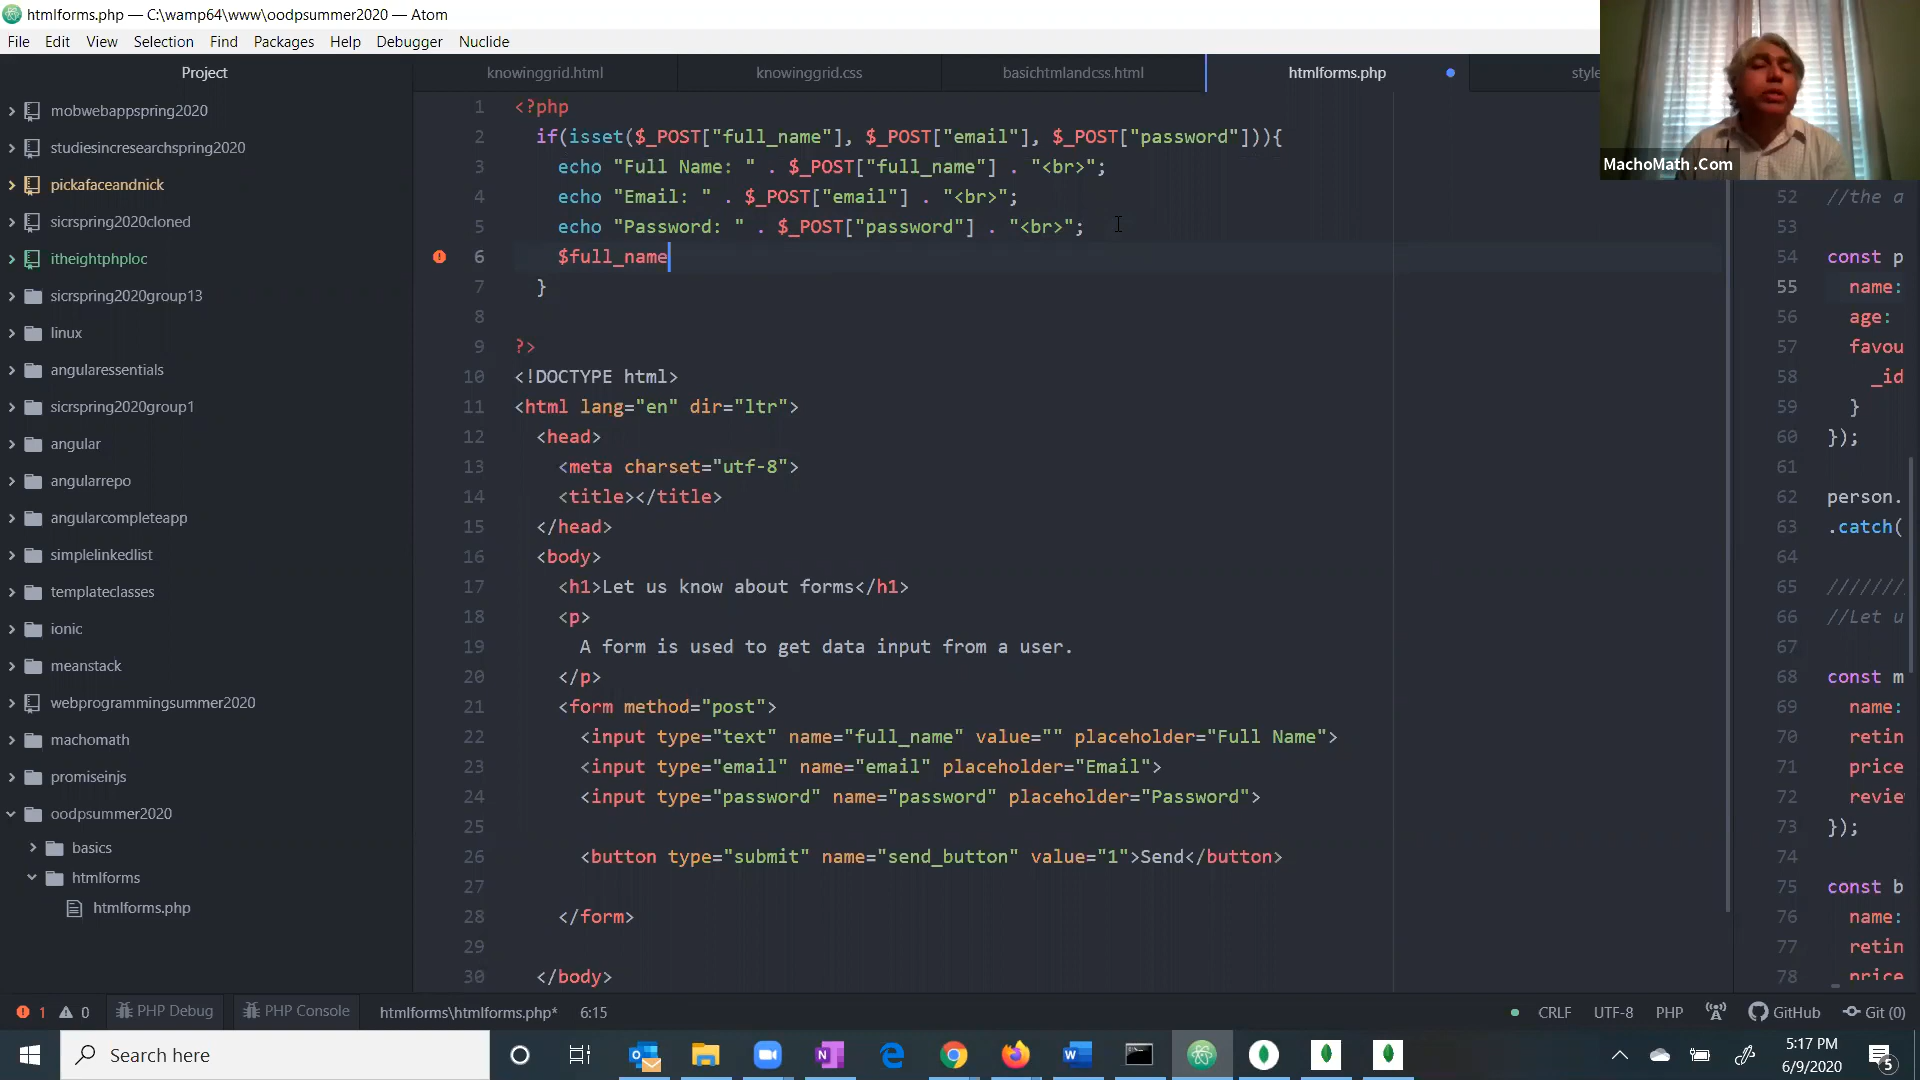 htmlforms.php — C:\wamp64\www\oodpsummer2020 — Atom
File Edit View Selection Find Packages Help Debugger Nuclide
Project
mobwebappspring2020
studiesincresearchspring2020
pickafaceandnick
sicrspring2020cloned
itheightphploc
sicrspring2020group13
linux
angularessentials
sicrspring2020group1
angular
angularrepo
angularcompleteapp
simplelinkedlist
templateclasses
ionic
meanstack
webprogrammingsummer2020
machomath
promiseinjs
oodpsummer2020
basics
htmlforms
htmlforms.php
knowinggrid.html knowinggrid.css basichtmlandcss.html htmlforms.php style
1 <?php
2 if(isset($_POST["full_name"], $_POST["email"], $_POST["password"])){
3 echo "Full Name: " . $_POST["full_name"] . "<br>";
4 echo "Email: " . $_POST["email"] . "<br>";
5 echo "Password: " . $_POST["password"] . "<br>";
6 $full_name
7 }
8
9 ?>
10 <!DOCTYPE html>
11 <html lang="en" dir="ltr">
12 <head>
13 <meta charset="utf-8">
14 <title></title>
15 </head>
16 <body>
17 <h1>Let us know about forms</h1>
18 <p>
19 A form is used to get data input from a user.
20 </p>
21 <form method="post">
22 <input type="text" name="full_name" value="" placeholder="Full Name">
23 <input type="email" name="email" placeholder="Email">
24 <input type="password" name="password" placeholder="Password">
25
26 <button type="submit" name="send_button" value="1">Send</button>
27
28 </form>
29
30 </body>
MachoMath .Com
52 //the a
53
54 const p
55 name:
56 age:
57 favou
58 _id
59 }
60 });
61
62 person.
63 .catch(
64
65 ///////
66 //Let u
67
68 const m
69 name:
70 retin
71 price
72 revie
73 });
74
75 const b
76 name:
77 retin
78 price
1 0 PHP Debug PHP Console htmlforms\htmlforms.php* 6:15 CRLF UTF-8 PHP GitHub Git (0)
Search here
5:17 PM
6/9/2020
5